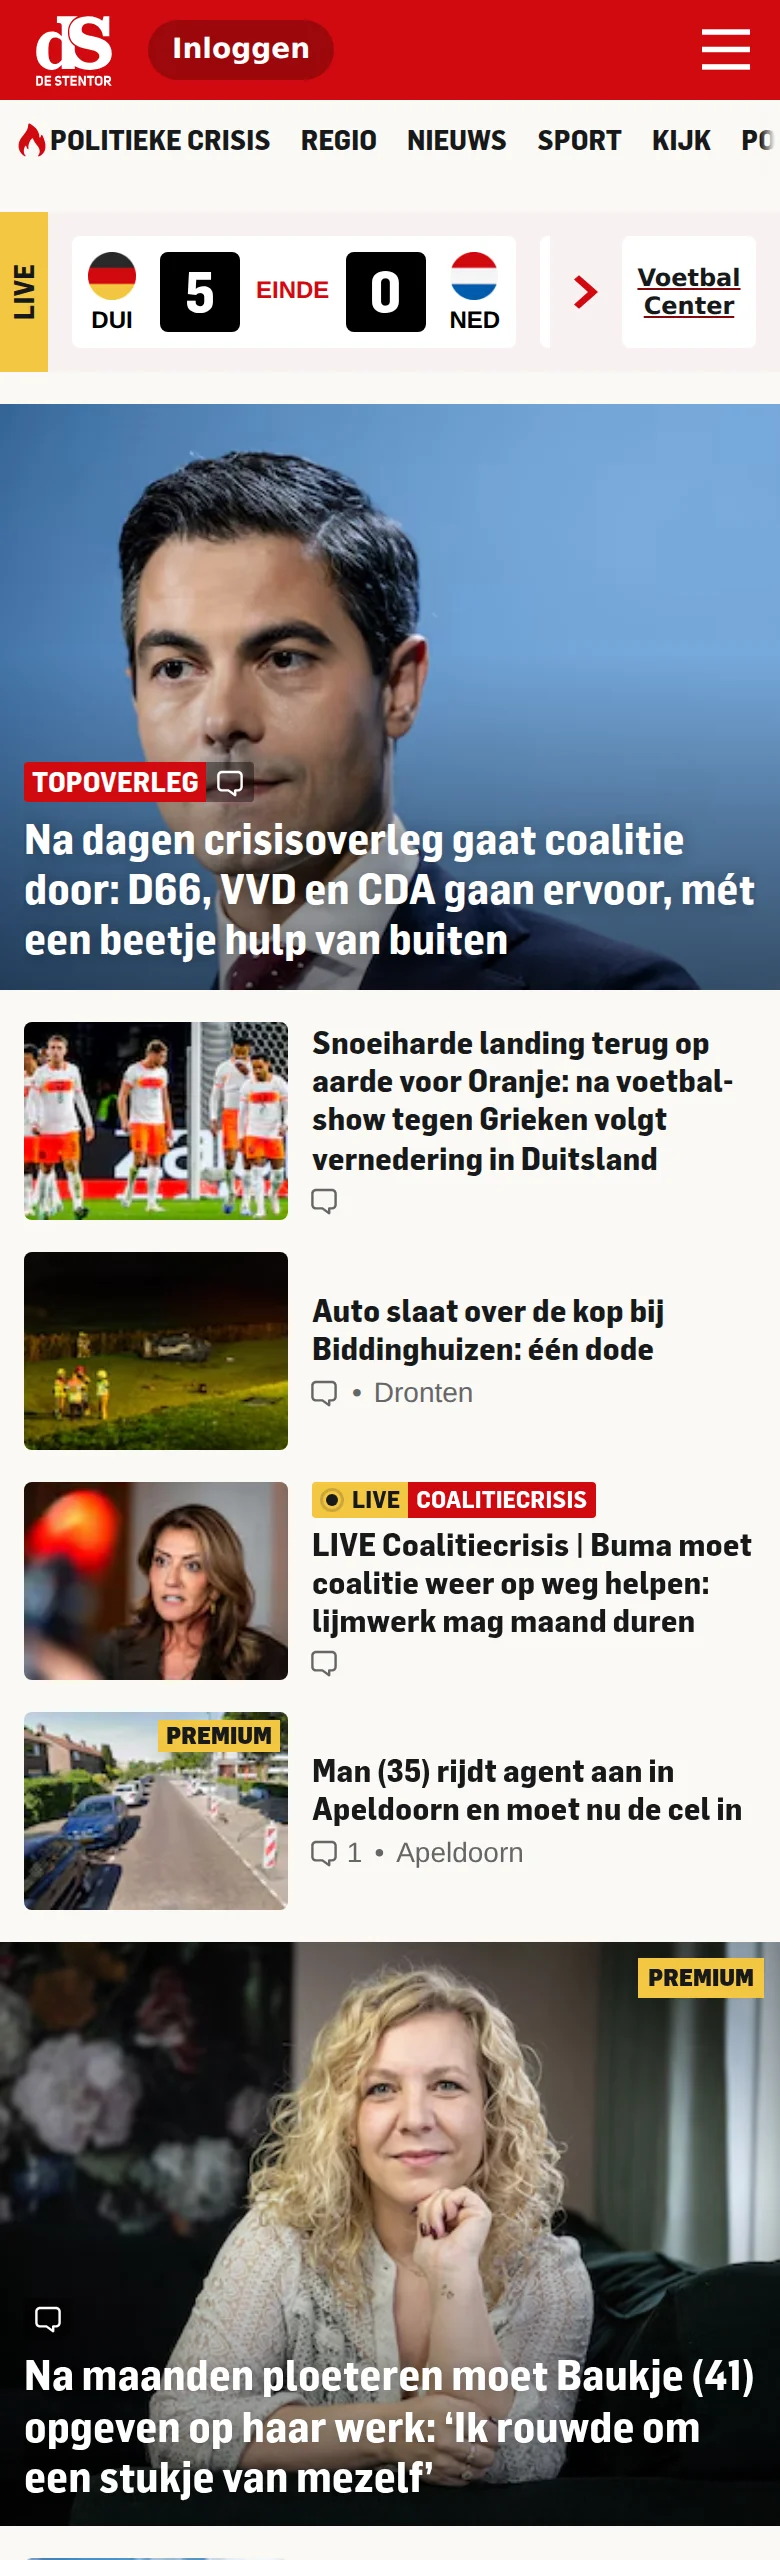 dS
DE STENTOR
Inloggen
POLITIEKE CRISIS REGIO NIEUWS SPORT KIJK PO
LIVE
5 EINDE 0
DUI NED
Voetbal
Center
TOPOVERLEG
Na dagen crisisoverleg gaat coalitie
door: D66, VVD en CDA gaan ervoor, mét
een beetje hulp van buiten
Snoeiharde landing terug op
aarde voor Oranje: na voetbal-
show tegen Grieken volgt
vernedering in Duitsland
Auto slaat over de kop bij
Biddinghuizen: één dode
• Dronten
LIVE COALITIECRISIS
LIVE Coalitiecrisis | Buma moet
coalitie weer op weg helpen:
lijmwerk mag maand duren
PREMIUM
Man (35) rijdt agent aan in
Apeldoorn en moet nu de cel in
1 • Apeldoorn
PREMIUM
Na maanden ploeteren moet Baukje (41)
opgeven op haar werk: ‘Ik rouwde om
een stukje van mezelf’